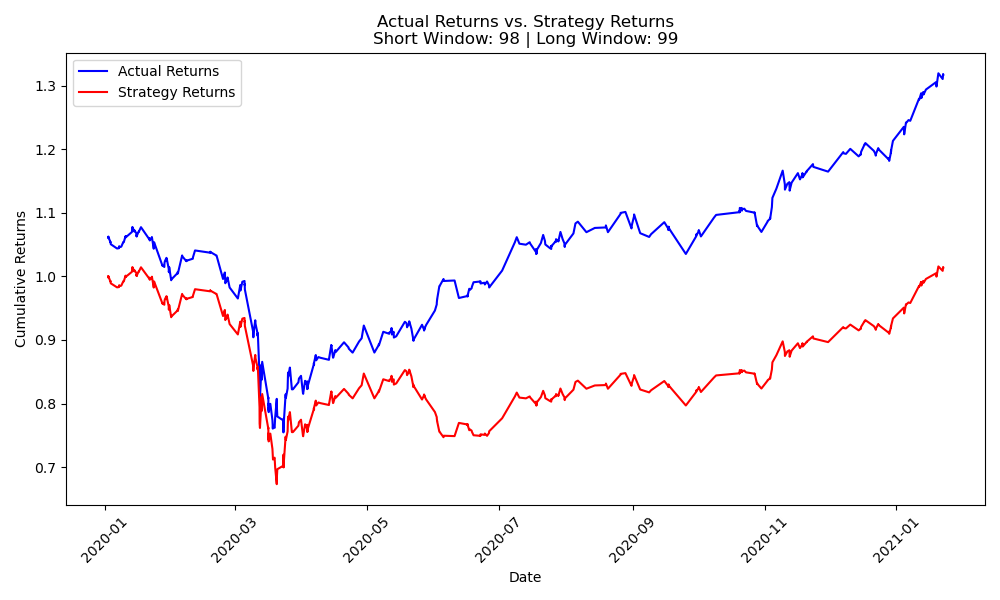 Actual Returns vs. Strategy Returns
Short Window: 98 | Long Window: 99
Actual Returns
Strategy Returns
Cumulative Returns
1.3
1.2
1.1
1.0
0.9
0.8
0.7
2020-01
2020-03
2020-05
2020-07
2020-09
2020-11
2021-01
Date